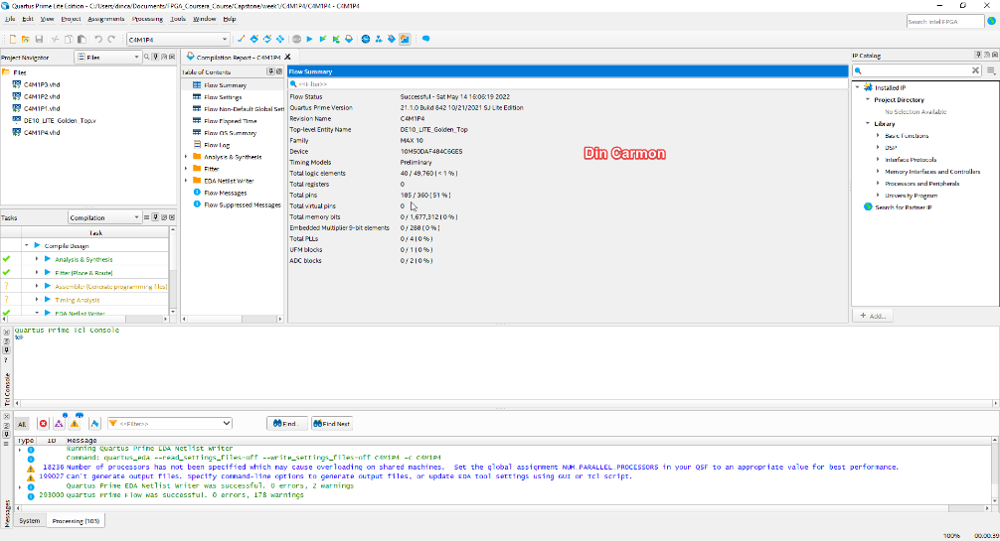 Quartus Prime Lite Edition - C:/Users/dinca/Documents/FPGA_Coursera_Course/Capstone/week1/C4M1P4/C4M1P4 - C4M1P4
File Edit View Project Assignments Processing Tools Window Help
Search Intel FPGA
C4M1P4
Project Navigator
Files
Files
C4M1P3.vhd
C4M1P2.vhd
C4M1P1.vhd
DE10_LITE_Golden_Top.v
C4M1P4.vhd
Tasks
Compilation
Task
Compile Design
Analysis & Synthesis
Fitter (Place & Route)
Assembler (Generate programming files)
Timing Analysis
EDA Netlist Writer
Compilation Report - C4M1P4
Table of Contents
Flow Summary
Flow Settings
Flow Non-Default Global Set
Flow Elapsed Time
Flow OS Summary
Flow Log
Analysis & Synthesis
Fitter
EDA Netlist Writer
Flow Messages
Flow Suppressed Messages
Flow Summary
<<Filter>>
Flow Status Successful - Sat May 14 16:06:19 2022
Quartus Prime Version 21.1.0 Build 842 10/21/2021 SJ Lite Edition
Revision Name C4M1P4
Top-level Entity Name DE10_LITE_Golden_Top
Family MAX 10
Device 10M50DAF484C6GES
Timing Models Preliminary
Total logic elements 40 / 49,760 ( < 1 % )
Total registers 0
Total pins 185 / 360 ( 51 % )
Total virtual pins 0
Total memory bits 0 / 1,677,312 ( 0 % )
Embedded Multiplier 9-bit elements 0 / 288 ( 0 % )
Total PLLs 0 / 4 ( 0 % )
UFM blocks 0 / 1 ( 0 % )
ADC blocks 0 / 2 ( 0 % )
Din Carmon
IP Catalog
Installed IP
Project Directory
No Selection Available
Library
Basic Functions
DSP
Interface Protocols
Memory Interfaces and Controllers
Processors and Peripherals
University Program
Search for Partner IP
+ Add...
Quartus Prime Tcl Console
tcl>
Tcl Console
All
<<Filter>>
Find...
Find Next
Type ID Message
Running Quartus Prime EDA Netlist Writer
Command: quartus_eda --read_settings_files=off --write_settings_files=off C4M1P4 -c C4M1P4
18236 Number of processors has not been specified which may cause overloading on shared machines. Set the global assignment NUM_PARALLEL_PROCESSORS in your QSF to an appropriate value for best performance.
199027 Can't generate output files. Specify command-line options to generate output files, or update EDA tool settings using GUI or Tcl script.
Quartus Prime EDA Netlist Writer was successful. 0 errors, 2 warnings
293000 Quartus Prime Flow was successful. 0 errors, 178 warnings
Messages
System
Processing (103)
100% 00:00:39